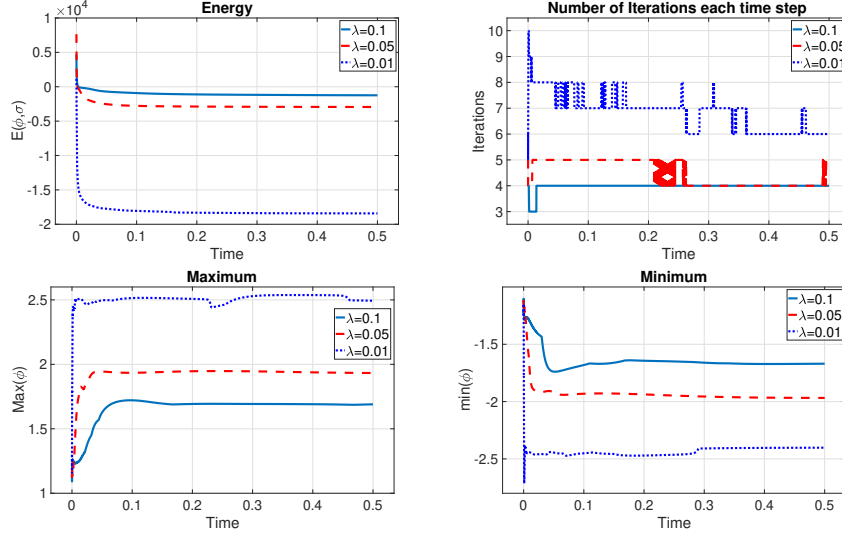 Energy
×10⁴
1
0.5
0
-0.5
-1
-1.5
-2
E(ϕ,σ)
0 0.1 0.2 0.3 0.4 0.5
Time
λ=0.1
λ=0.05
λ=0.01
Number of Iterations each time step
10
9
8
7
6
5
4
3
Iterations
0 0.1 0.2 0.3 0.4 0.5
Time
λ=0.1
λ=0.05
λ=0.01
Maximum
2.5
2
1.5
1
Max(ϕ)
0 0.1 0.2 0.3 0.4 0.5
Time
λ=0.1
λ=0.05
λ=0.01
Minimum
-1.5
-2
-2.5
min(ϕ)
0 0.1 0.2 0.3 0.4 0.5
Time
λ=0.1
λ=0.05
λ=0.01